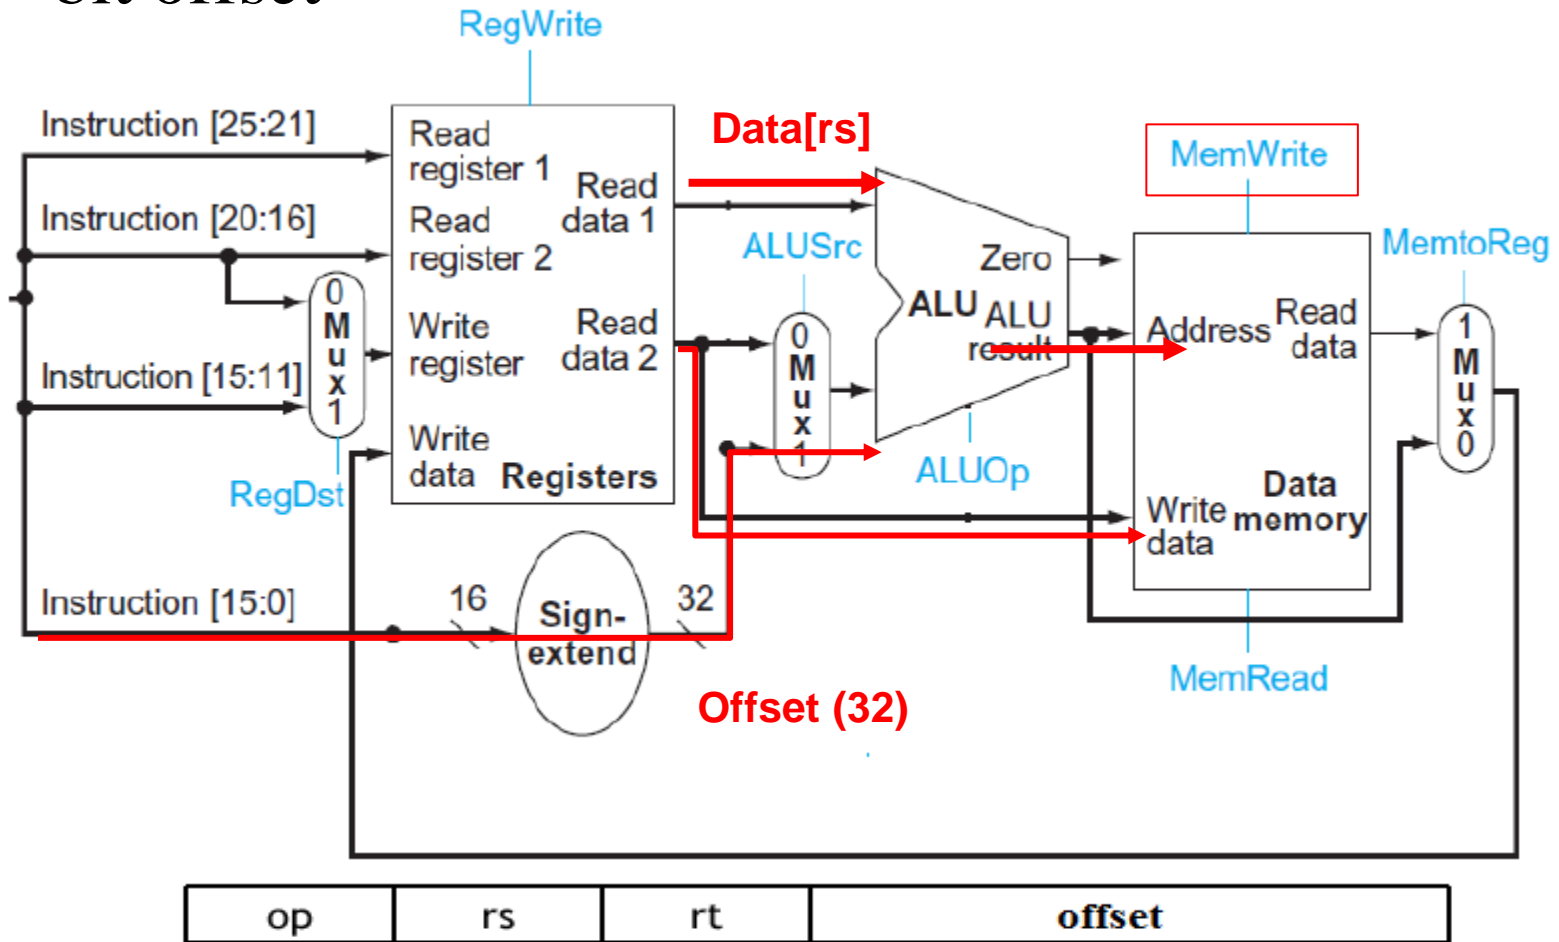 RegWrite
Instruction [25:21]
Read
register 1
Read
data 1
Data[rs]
MemWrite
Instruction [20:16]
Read
register 2
ALUSrc
Zero
MemtoReg
0
M
u
x
1
Write
register
Read
data 2
0
M
u
x
1
ALU
ALU
result
Address
Read
data
1
M
u
x
0
Instruction [15:11]
Write
data
Registers
RegDst
ALUOp
Write
data
Data
memory
Instruction [15:0]
16
Sign-
extend
32
MemRead
Offset (32)
op rs rt offset